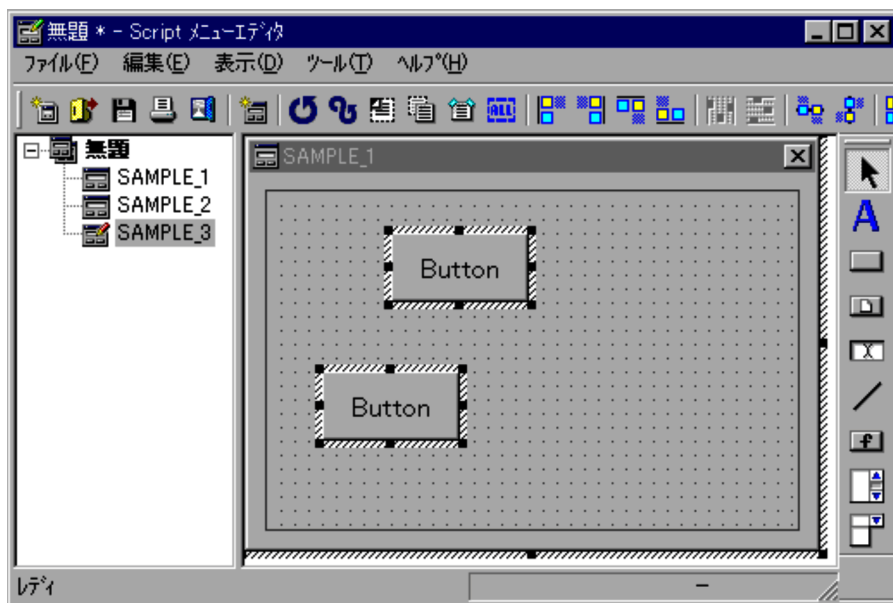 無題 * - Script ﾒﾆｭｰｴﾃﾞｨﾀ
ﾌｧｲﾙ(F) 編集(E) 表示(D) ﾂｰﾙ(T) ﾍﾙﾌﾟ(H)
ALL
無題
SAMPLE_1
SAMPLE_2
SAMPLE_3
SAMPLE_1
Button
Button
A
f
ﾚﾃﾞｨ